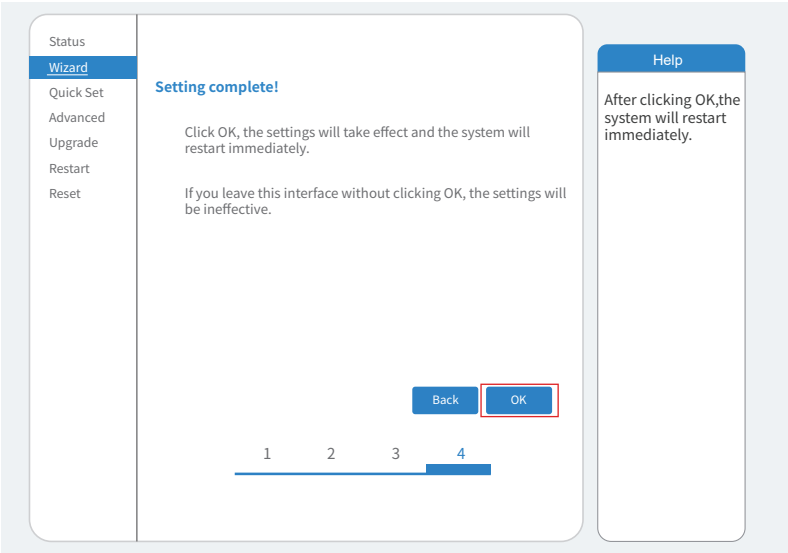 Status
Wizard
Quick Set
Advanced
Upgrade
Restart
Reset
Setting complete!
Click OK, the settings will take effect and the system will
restart immediately.
If you leave this interface without clicking OK, the settings will
be ineffective.
Back
OK
1 2 3 4
Help
After clicking OK,the
system will restart
immediately.